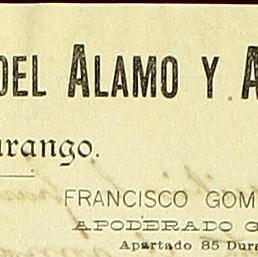 DEL ALAMO Y A
urango.
FRANCISCO GOM
APODERADO G
Apartado 85 Dura